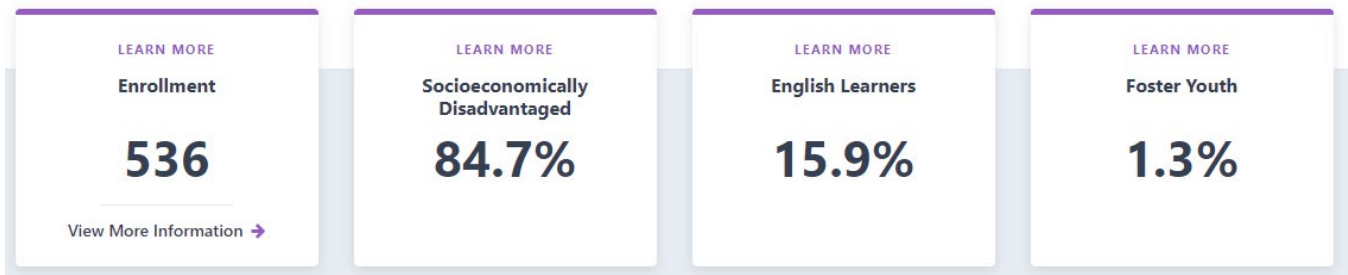 LEARN MORE
Enrollment
536
View More Information
LEARN MORE
Socioeconomically
Disadvantaged
84.7%
LEARN MORE
English Learners
15.9%
LEARN MORE
Foster Youth
1.3%